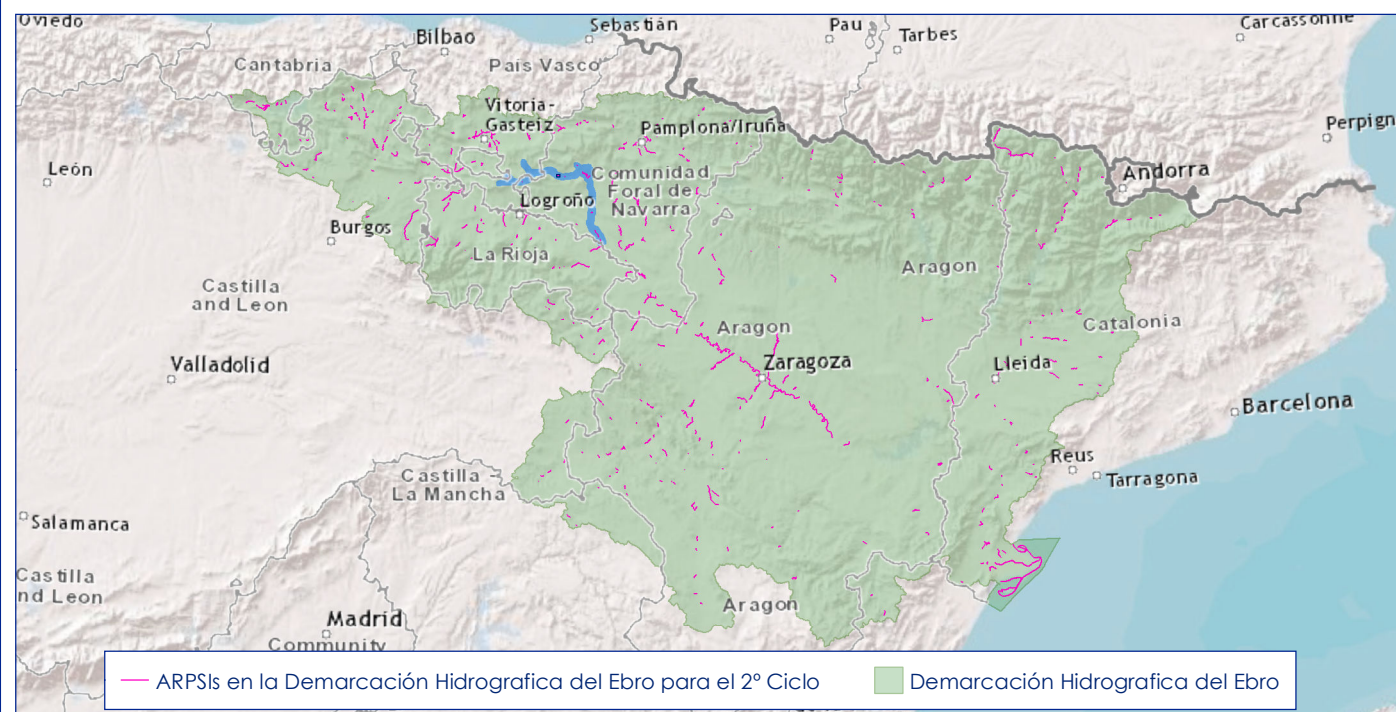 Oviedo
Sebastián
Pau
Carcassonne
Bilbao
Tarbes
Cantabria
País Vasco
Vitoria-
Gasteiz
Pamplona/Iruña
Perpign
León
Andorra
Comunidad
Foral de
Navarra
Logroño
Burgos
La Rioja
Aragon
Castilla
and Leon
Aragon
Catalonia
Valladolid
Zaragoza
Lleida
Barcelona
Reus
Tarragona
Castilla
La Mancha
Salamanca
Castilla
nd Leon
Aragon
Madrid
Community
ARPSIs en la Demarcación Hidrografica del Ebro para el 2º Ciclo
Demarcación Hidrografica del Ebro